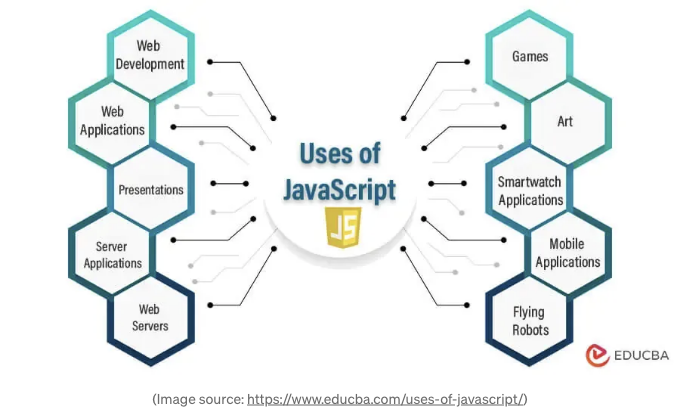 Web
Development
Web
Applications
Presentations
Server
Applications
Web
Servers
Uses of
JavaScript
JS
Games
Art
Smartwatch
Applications
Mobile
Applications
Flying
Robots
EDUCBA
(Image source: https://www.educba.com/uses-of-javascript/)